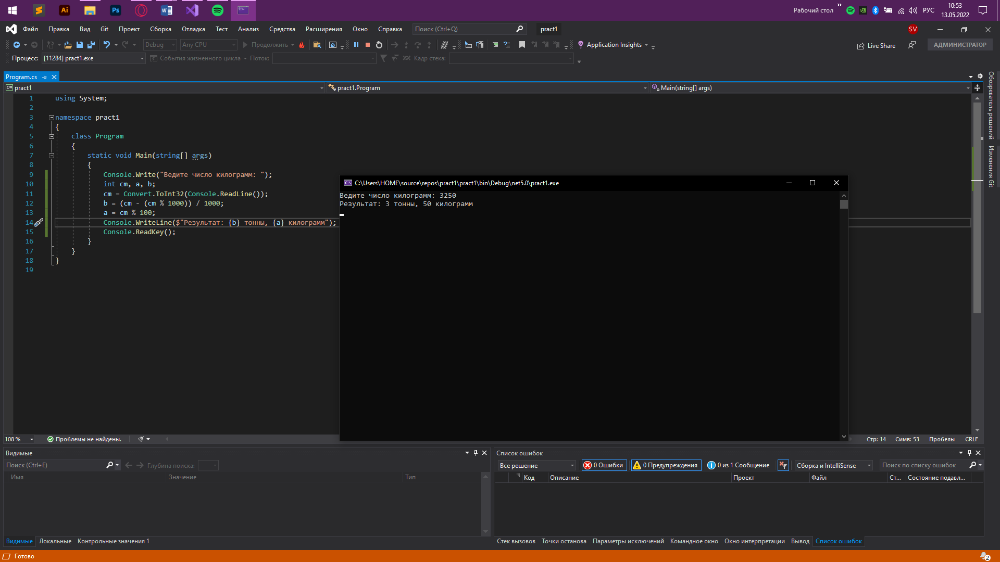 Рабочий стол
РУС
10:53
13.05.2022
Файл Правка Вид Git Проект Сборка Отладка Тест Анализ Средства Расширения Окно Справка Поиск (Ctrl+Q) pract1 SV
Debug Any CPU Продолжить Application Insights Live Share АДМИНИСТРАТОР
Процесс: [11284] pract1.exe События жизненного цикла Поток: Кадр стека:
Program.cs
C# pract1 pract1.Program Main(string[] args)
Обозреватель решений
Изменения Git
1 using System;
2
3 namespace pract1
4 {
5 class Program
6 {
7 static void Main(string[] args)
8 {
9 Console.Write("Ведите число килограмм: ");
10 int cm, a, b;
11 cm = Convert.ToInt32(Console.ReadLine());
12 b = (cm - (cm % 1000)) / 1000;
13 a = cm % 100;
14 Console.WriteLine($"Результат: {b} тонны, {a} килограмм");
15 Console.ReadKey();
16 }
17 }
18 }
19
C:\Users\HOME\source\repos\pract1\pract1\bin\Debug\net5.0\pract1.exe
Ведите число килограмм: 3250
Результат: 3 тонны, 50 килограмм
108 % Проблемы не найдены. Стр: 14 Симв: 53 Пробелы CRLF
Видимые
Поиск (Ctrl+E) Глубина поиска:
Имя Значение Тип
Видимые Локальные Контрольные значения 1
Список ошибок
Все решение 0 Ошибки 0 Предупреждения 0 из 1 Сообщение Сборка и IntelliSense Поиск по списку ошибок
Код Описание Проект Файл Ст... Состояние подавл...
Стек вызовов Точки останова Параметры исключений Командное окно Окно интерпретации Вывод Список ошибок
Готово 2